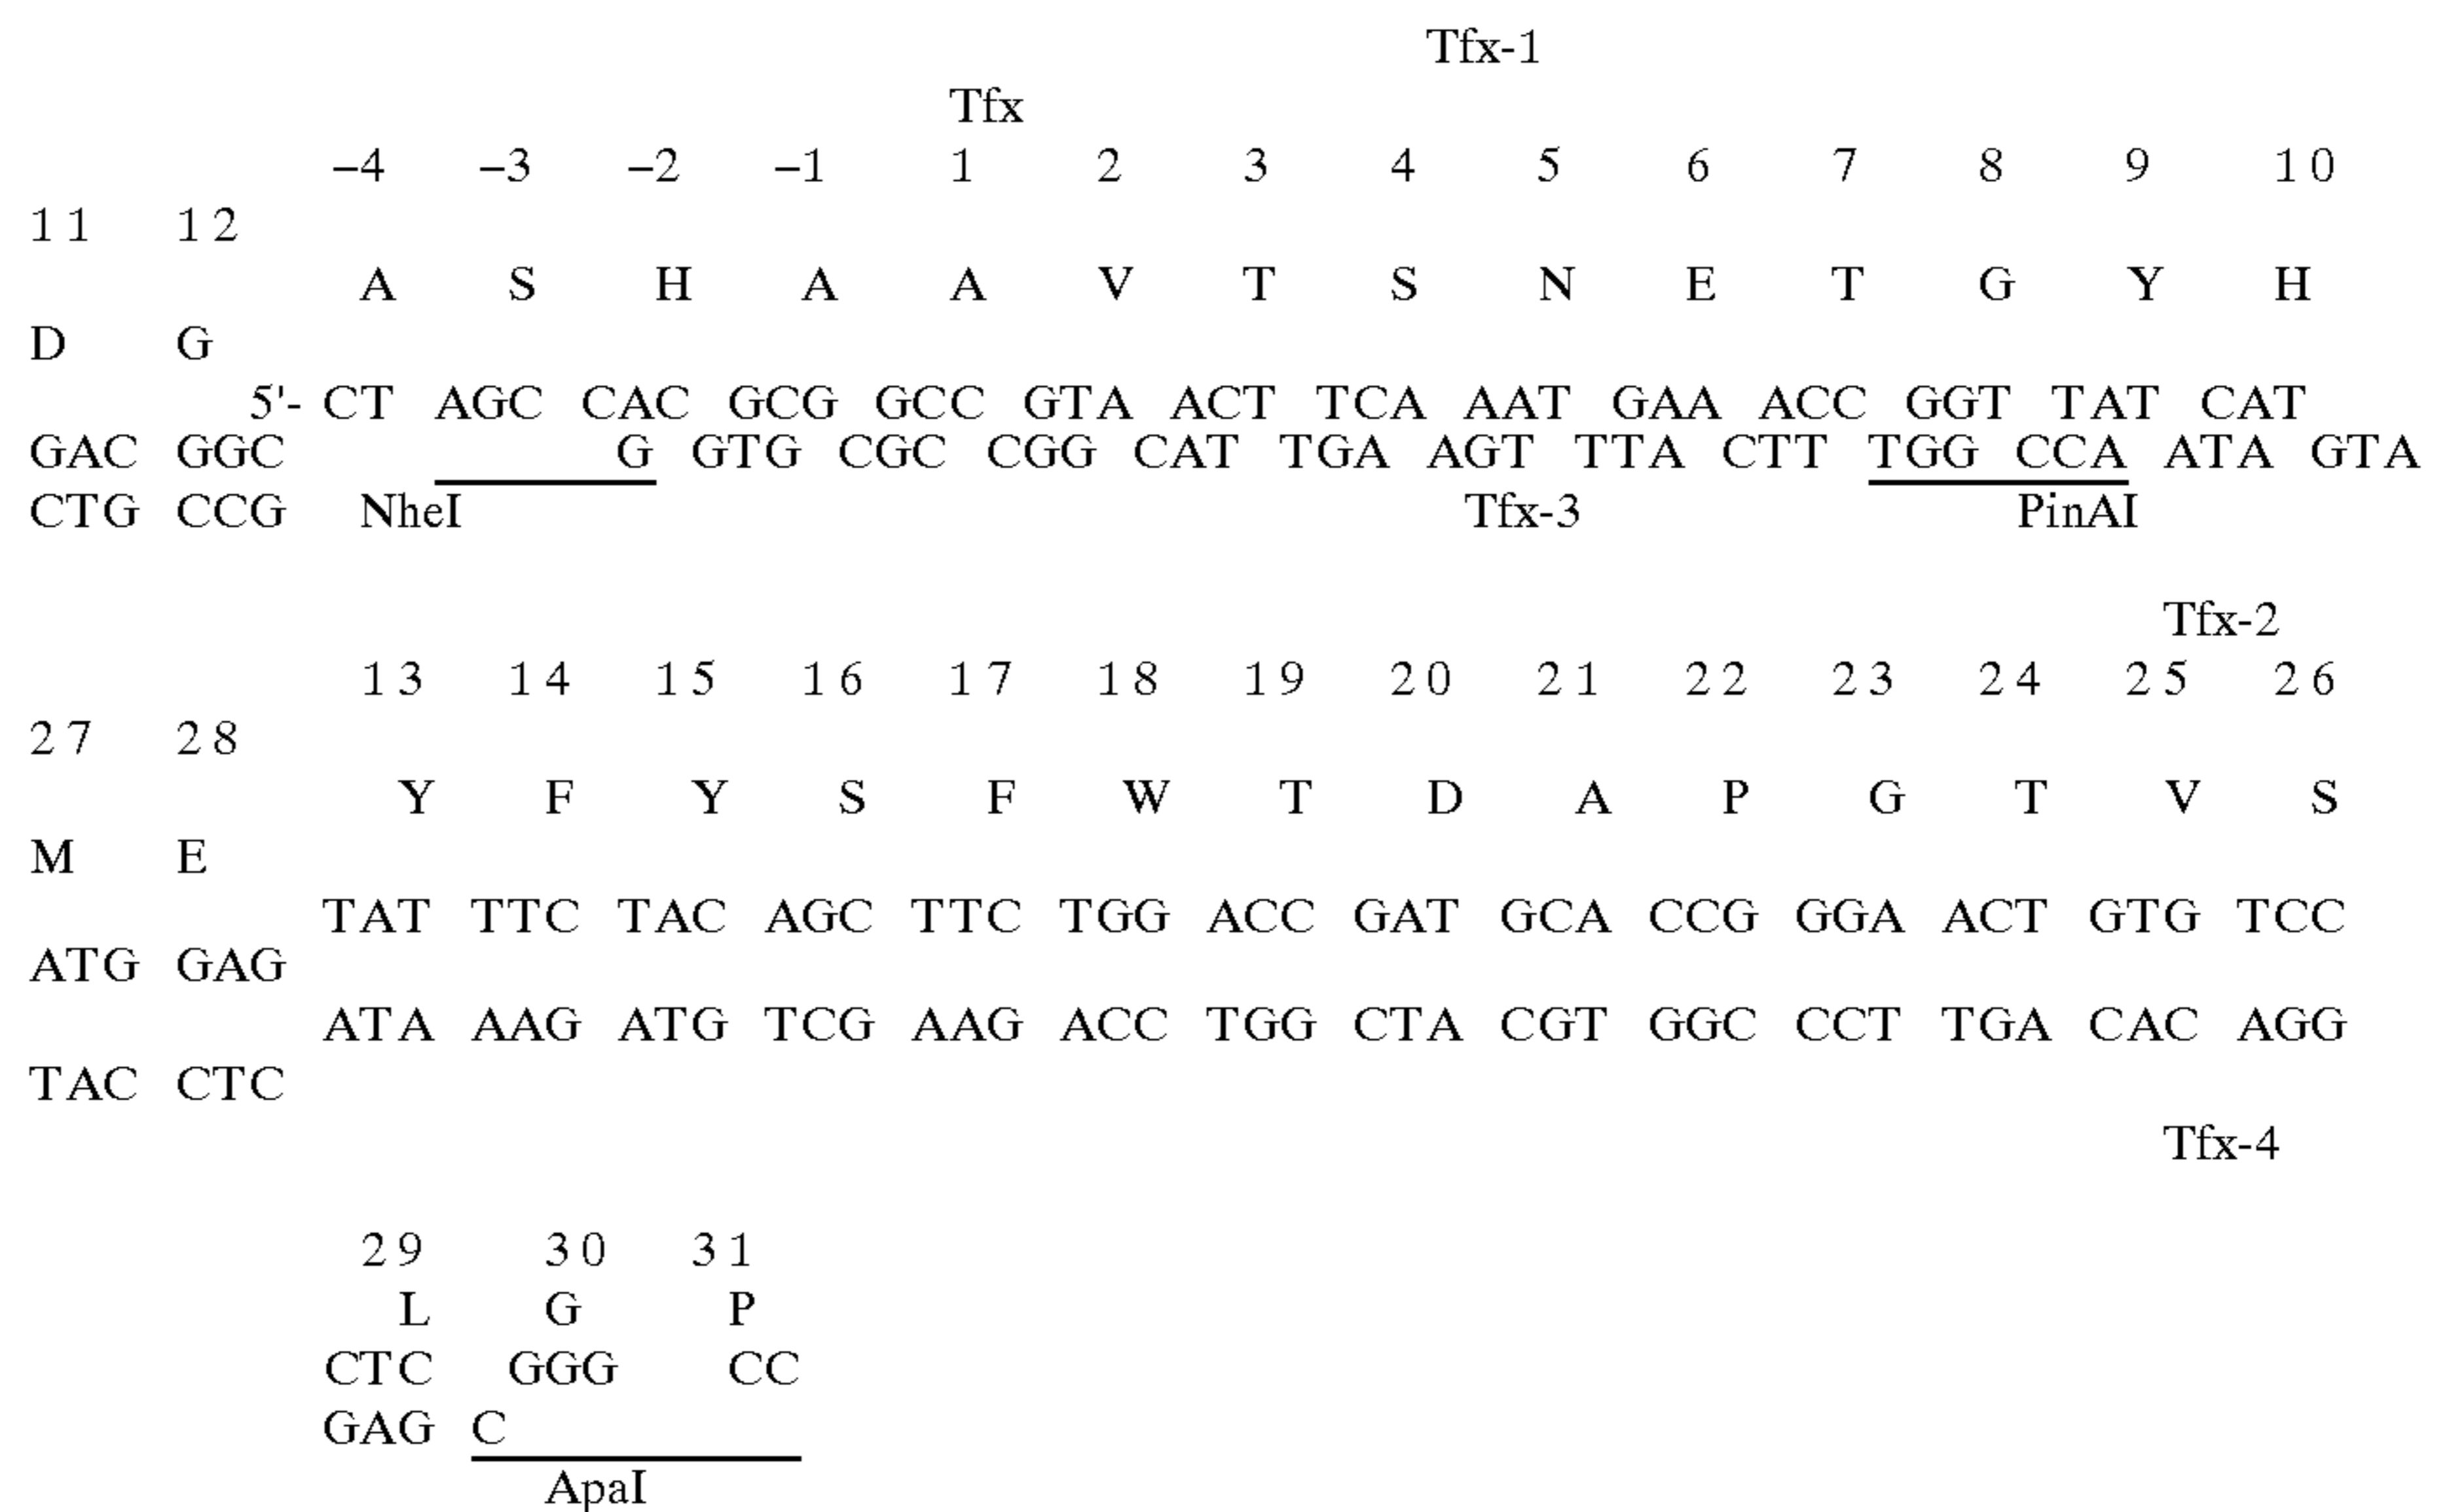 Tfx-1
Tfx
–4 –3 –2 –1 1 2 3 4 5 6 7 8 9 10
11 12
A S H A A V T S N E T G Y H
D G
5'- CT AGC CAC GCG GCC GTA ACT TCA AAT GAA ACC GGT TAT CAT
GAC GGC G GTG CGC CGG CAT TGA AGT TTA CTT TGG CCA ATA GTA
CTG CCG NheI Tfx-3 PinAI
Tfx-2
13 14 15 16 17 18 19 20 21 22 23 24 25 26
27 28
Y F Y S F W T D A P G T V S
M E
TAT TTC TAC AGC TTC TGG ACC GAT GCA CCG GGA ACT GTG TCC
ATG GAG
ATA AAG ATG TCG AAG ACC TGG CTA CGT GGC CCT TGA CAC AGG
TAC CTC
Tfx-4
29 30 31
L G P
CTC GGG CC
GAG C
ApaI